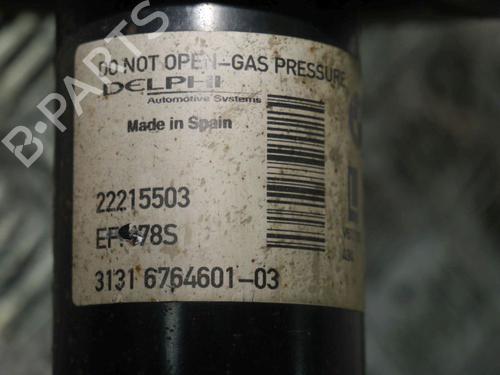 DO NOT OPEN-GAS PRESSURE
DELPHI
Automotive Systems
Made in Spain
22215503
3131 6764601-03
B-PARTS